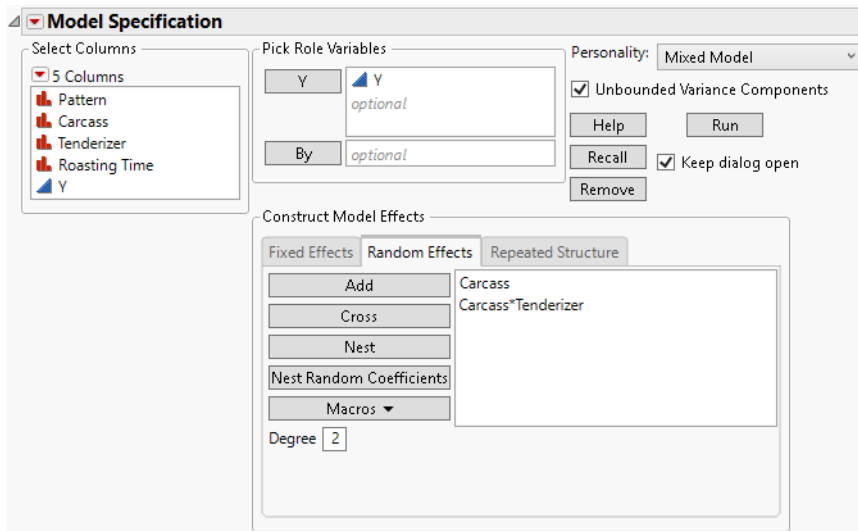 Model Specification
Select Columns
5 Columns
Pattern
Carcass
Tenderizer
Roasting Time
Y
Pick Role Variables
Y
Y
optional
By
optional
Personality:
Mixed Model
Unbounded Variance Components
Help
Run
Recall
Keep dialog open
Remove
Construct Model Effects
Fixed Effects
Random Effects
Repeated Structure
Add
Cross
Nest
Nest Random Coefficients
Macros
Degree 2
Carcass
Carcass*Tenderizer